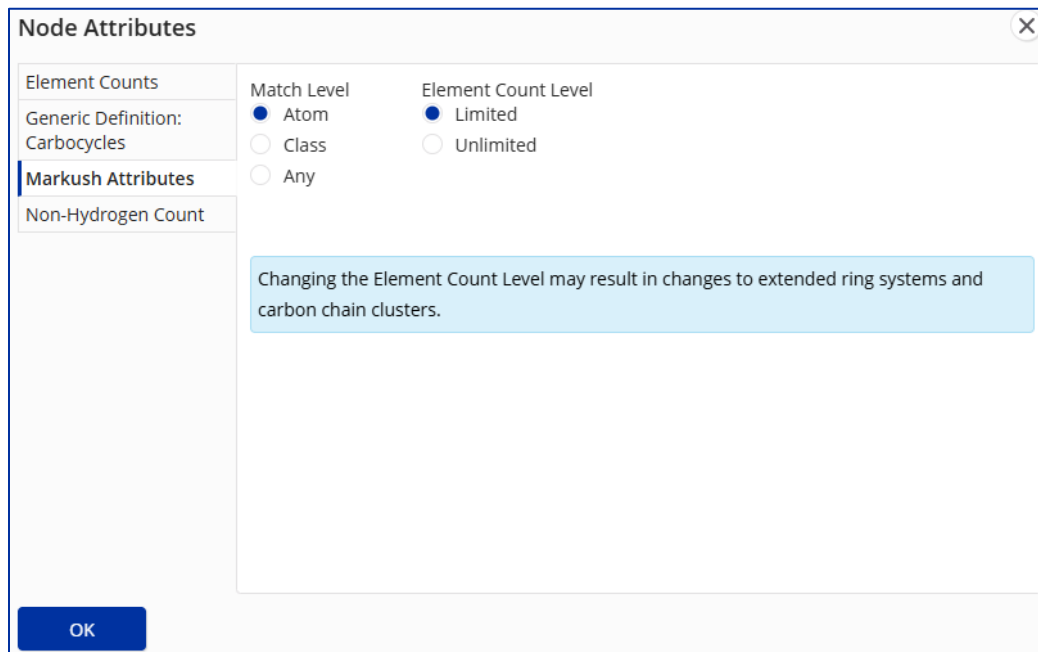 Node Attributes
Element Counts
Generic Definition:
Carbocycles
Markush Attributes
Non-Hydrogen Count
Match Level
Atom
Class
Any
Element Count Level
Limited
Unlimited
Changing the Element Count Level may result in changes to extended ring systems and
carbon chain clusters.
OK